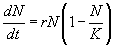 dN/dt = rN(1 - N/K)